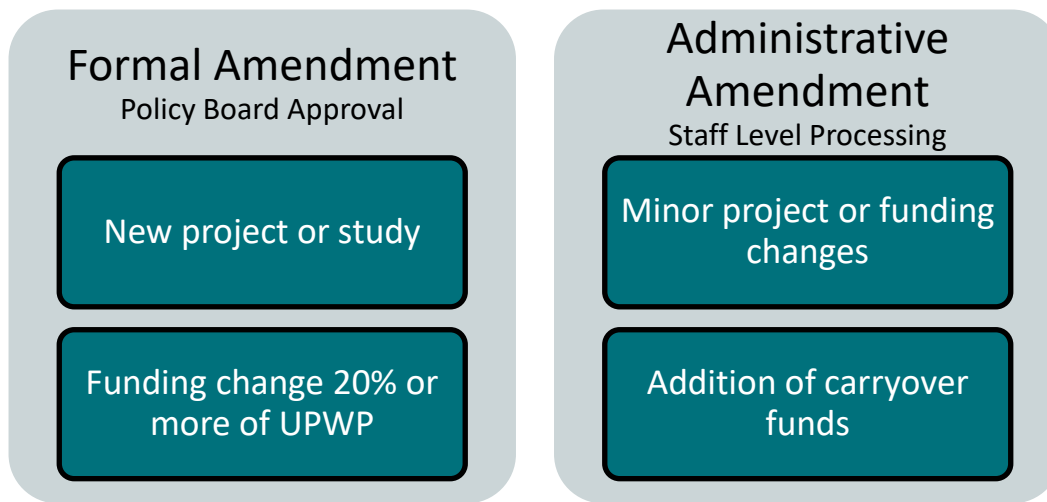 Formal Amendment
Policy Board Approval
New project or study
Funding change 20% or
more of UPWP
Administrative
Amendment
Staff Level Processing
Minor project or funding
changes
Addition of carryover
funds